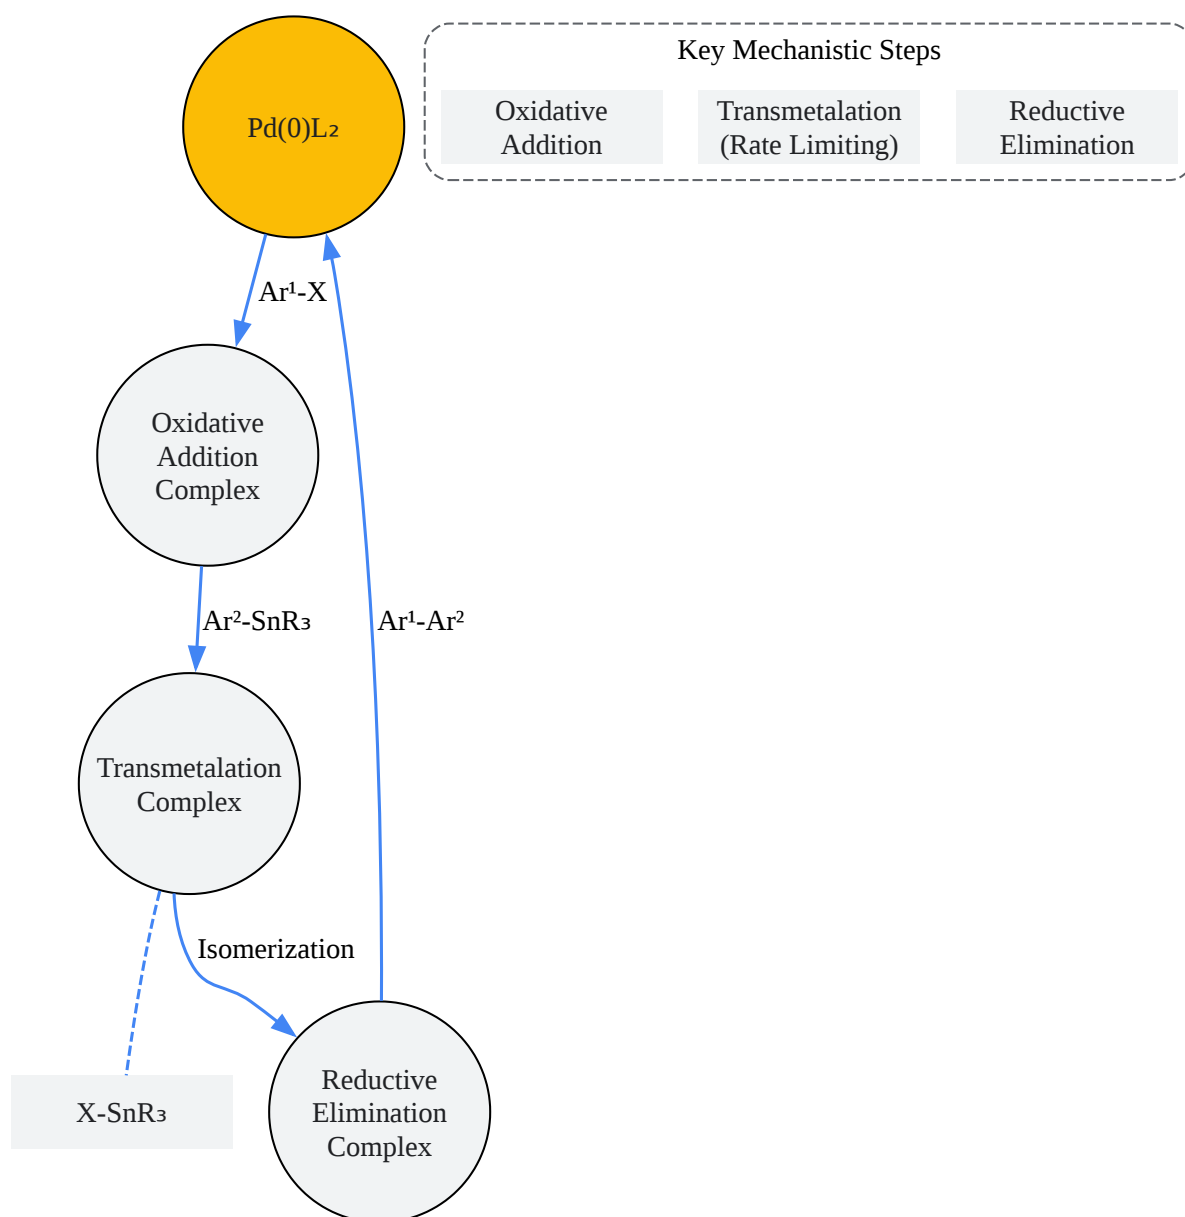 Pd(0)L₂
Key Mechanistic Steps
Oxidative
Addition
Transmetalation
(Rate Limiting)
Reductive
Elimination
Ar¹-X
Oxidative
Addition
Complex
Ar²-SnR₃
Ar¹-Ar²
Transmetalation
Complex
Isomerization
X-SnR₃
Reductive
Elimination
Complex